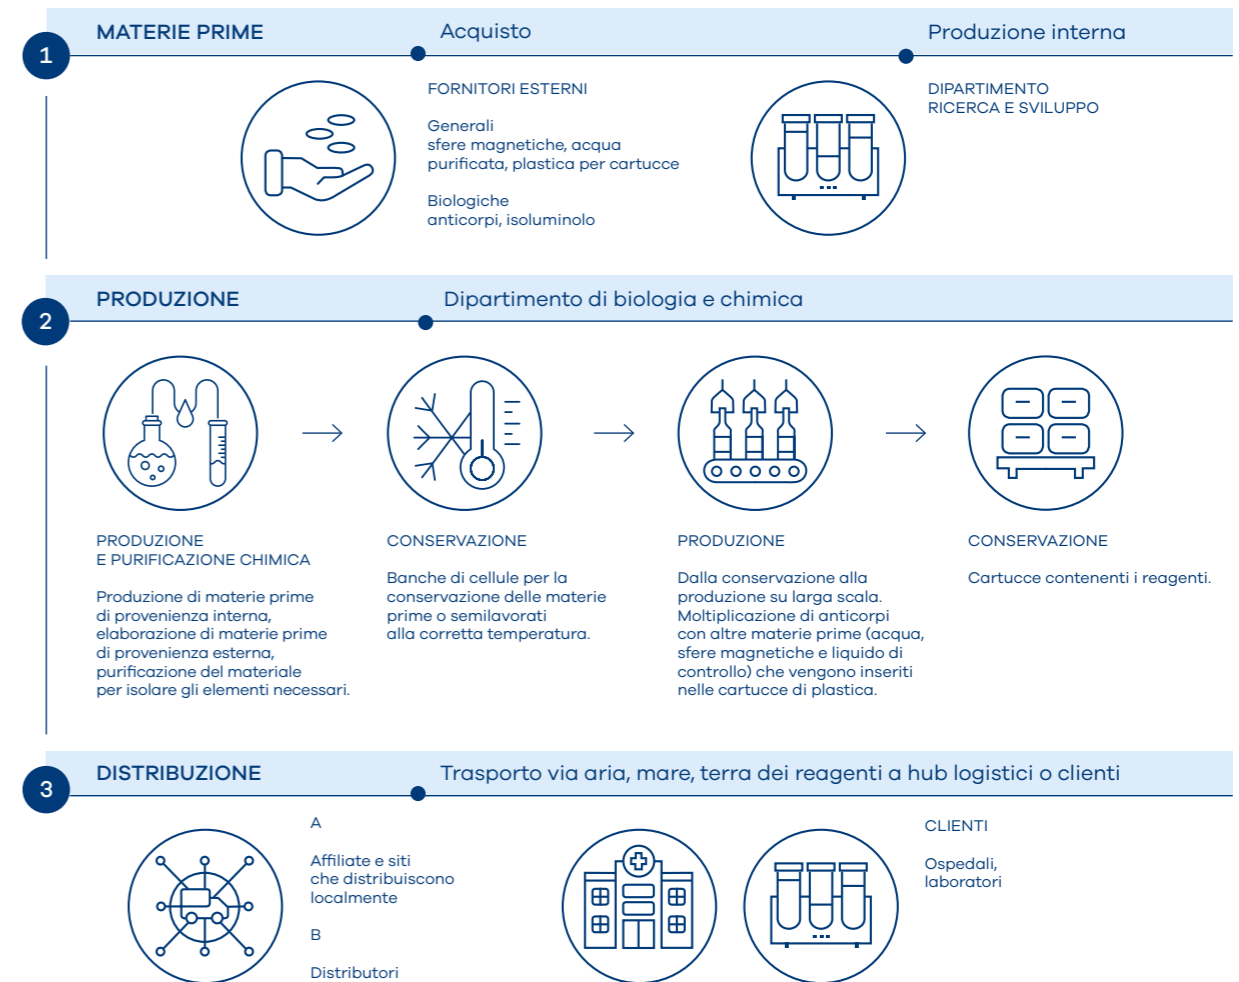 1
MATERIE PRIME
Acquisto
Produzione interna
FORNITORI ESTERNI
Generali
sfere magnetiche, acqua
purificata, plastica per cartucce
Biologiche
anticorpi, isoluminolo
DIPARTIMENTO
RICERCA E SVILUPPO
2
PRODUZIONE
Dipartimento di biologia e chimica
PRODUZIONE
E PURIFICAZIONE CHIMICA
Produzione di materie prime
di provenienza interna,
elaborazione di materie prime
di provenienza esterna,
purificazione del materiale
per isolare gli elementi necessari.
CONSERVAZIONE
Banche di cellule per la
conservazione delle materie
prime o semilavorati
alla corretta temperatura.
PRODUZIONE
Dalla conservazione alla
produzione su larga scala.
Moltiplicazione di anticorpi
con altre materie prime (acqua,
sfere magnetiche e liquido di
controllo) che vengono inseriti
nelle cartucce di plastica.
CONSERVAZIONE
Cartucce contenenti i reagenti.
3
DISTRIBUZIONE
Trasporto via aria, mare, terra dei reagenti a hub logistici o clienti
A
Affiliate e siti
che distribuiscono
localmente
B
Distributori
CLIENTI
Ospedali,
laboratori